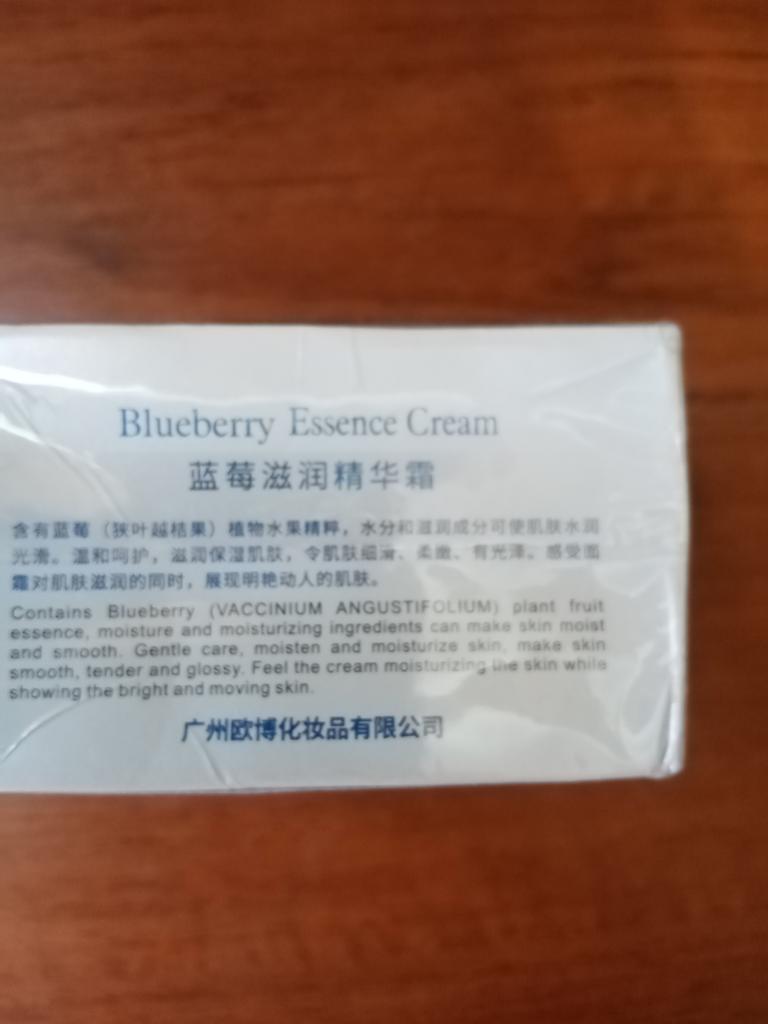 Blueberry Essence Cream
蓝莓滋润精华霜
含有蓝莓（狭叶越桔果）植物水果精粹，水分和滋润成分可使肌肤水润
光滑。温和呵护，滋润保湿肌肤，令肌肤细滑、柔嫩、有光泽。感受面
霜对肌肤滋润的同时，展现明艳动人的肌肤。
Contains Blueberry (VACCINIUM ANGUSTIFOLIUM) plant fruit
essence, moisture and moisturizing ingredients can make skin moist
and smooth. Gentle care, moisten and moisturize skin, make skin
smooth, tender and glossy. Feel the cream moisturizing the skin while
showing the bright and moving skin.
广州欧博化妆品有限公司